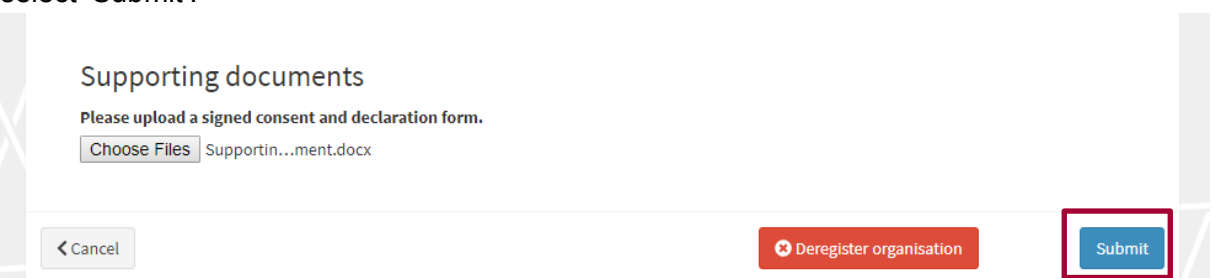 Supporting documents
Please upload a signed consent and declaration form.
Choose Files Supportin…ment.docx
Cancel Deregister organisation Submit